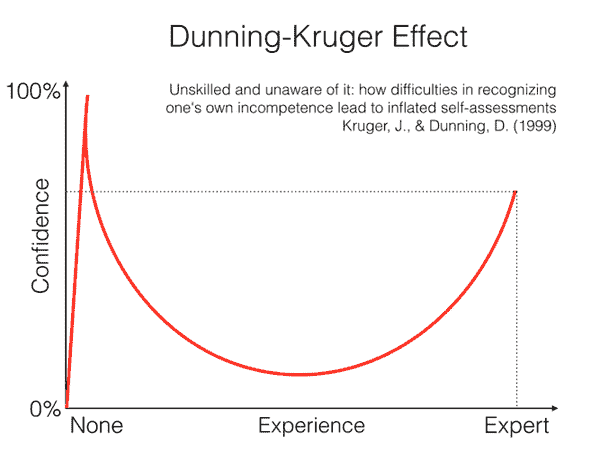 Dunning-Kruger Effect
100%
Unskilled and unaware of it: how difficulties in recognizing
one's own incompetence lead to inflated self-assessments
Kruger, J., & Dunning, D. (1999)
Confidence
0%
None
Experience
Expert